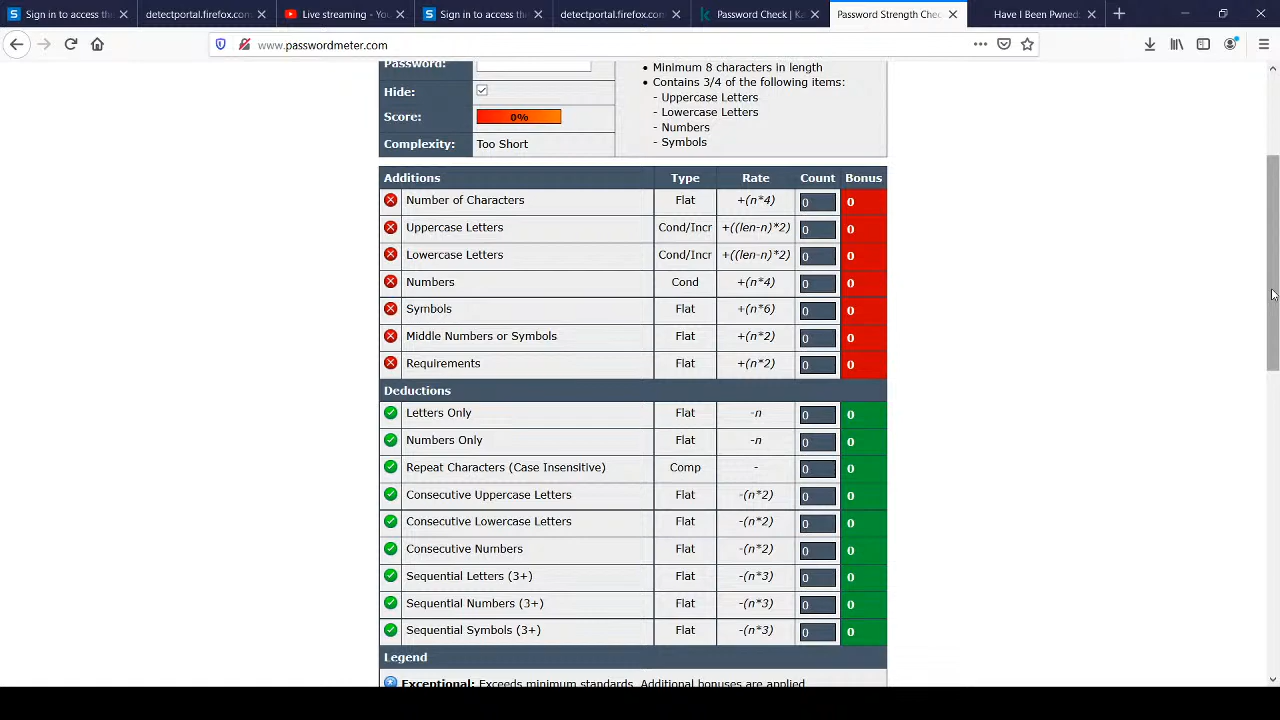 Sign in to access the
detectportal.firefox.com/
Live streaming - You
Sign in to access the
detectportal.firefox.com/
Password Check | Ka
Password Strength Chec
Have I Been Pwned:
www.passwordmeter.com
Password:
Hide:
Score: 0%
Complexity: Too Short
• Minimum 8 characters in length
• Contains 3/4 of the following items:
- Uppercase Letters
- Lowercase Letters
- Numbers
- Symbols
Additions Type Rate Count Bonus
Number of Characters Flat +(n*4) 0 0
Uppercase Letters Cond/Incr +((len-n)*2) 0 0
Lowercase Letters Cond/Incr +((len-n)*2) 0 0
Numbers Cond +(n*4) 0 0
Symbols Flat +(n*6) 0 0
Middle Numbers or Symbols Flat +(n*2) 0 0
Requirements Flat +(n*2) 0 0
Deductions
Letters Only Flat -n 0 0
Numbers Only Flat -n 0 0
Repeat Characters (Case Insensitive) Comp - 0 0
Consecutive Uppercase Letters Flat -(n*2) 0 0
Consecutive Lowercase Letters Flat -(n*2) 0 0
Consecutive Numbers Flat -(n*2) 0 0
Sequential Letters (3+) Flat -(n*3) 0 0
Sequential Numbers (3+) Flat -(n*3) 0 0
Sequential Symbols (3+) Flat -(n*3) 0 0
Legend
Exceptional: Exceeds minimum standards. Additional bonuses are applied.